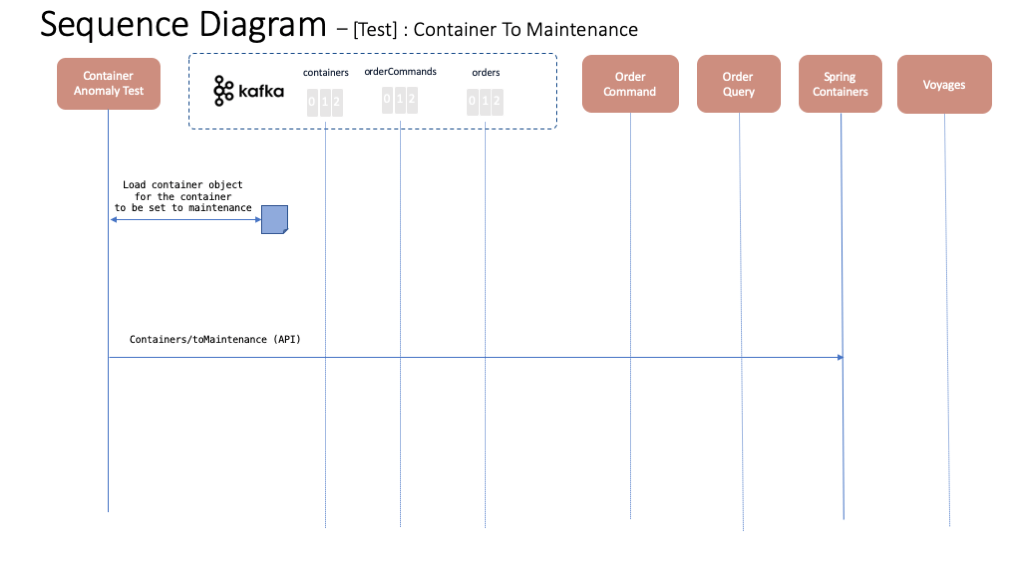 Sequence Diagram – [Test] : Container To Maintenance
Container
Anomaly Test
kafka
containers
orderCommands
orders
0 1 2
0 1 2
0 1 2
Order
Command
Order
Query
Spring
Containers
Voyages
Load container object
for the container
to be set to maintenance
Containers/toMaintenance (API)